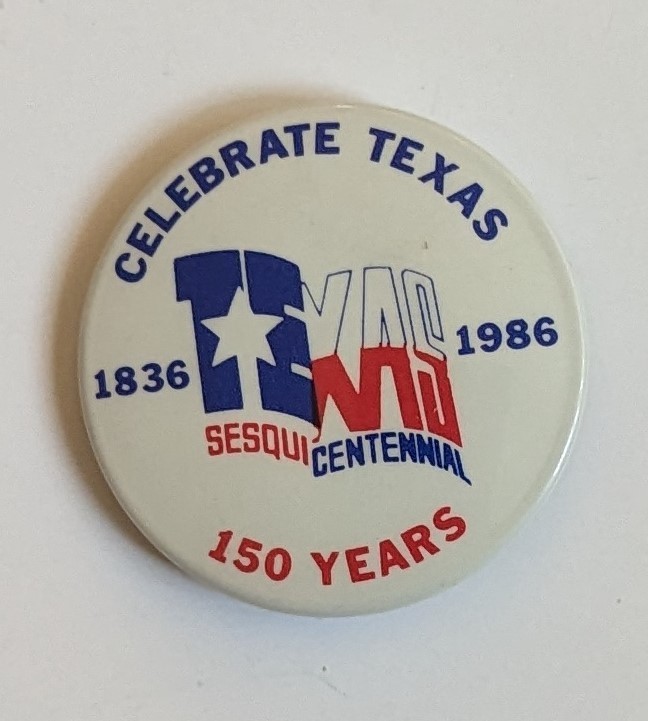 CELEBRATE TEXAS
1836
TEXAS
1986
SESQUICENTENNIAL
150 YEARS